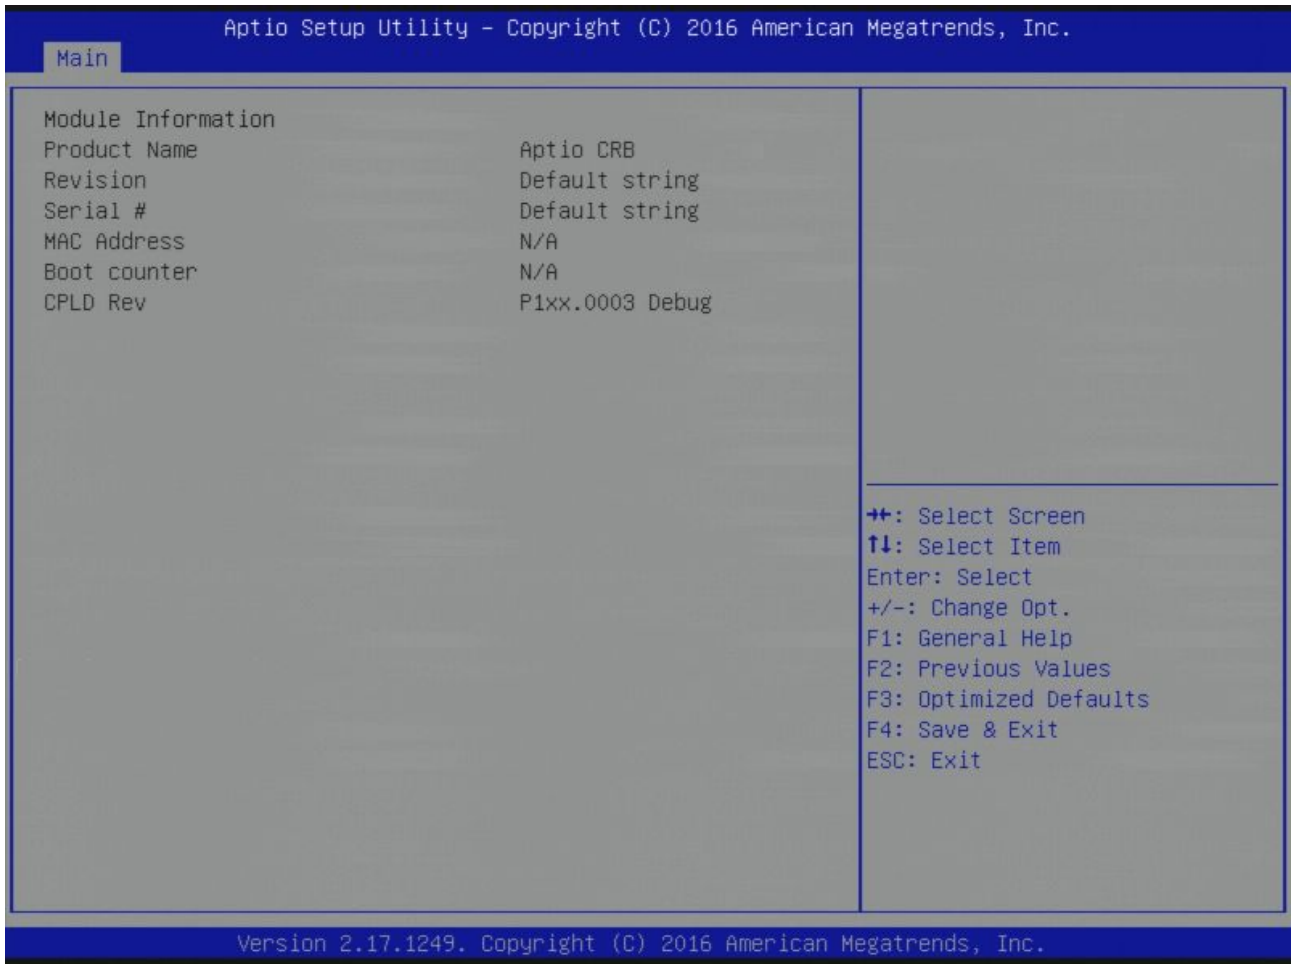 Aptio Setup Utility – Copyright (C) 2016 American Megatrends, Inc.
Main
Module Information
Product Name Aptio CRB
Revision Default string
Serial # Default string
MAC Address N/A
Boot counter N/A
CPLD Rev P1xx.0003 Debug
→←: Select Screen
↑↓: Select Item
Enter: Select
+/-: Change Opt.
F1: General Help
F2: Previous Values
F3: Optimized Defaults
F4: Save & Exit
ESC: Exit
Version 2.17.1249. Copyright (C) 2016 American Megatrends, Inc.